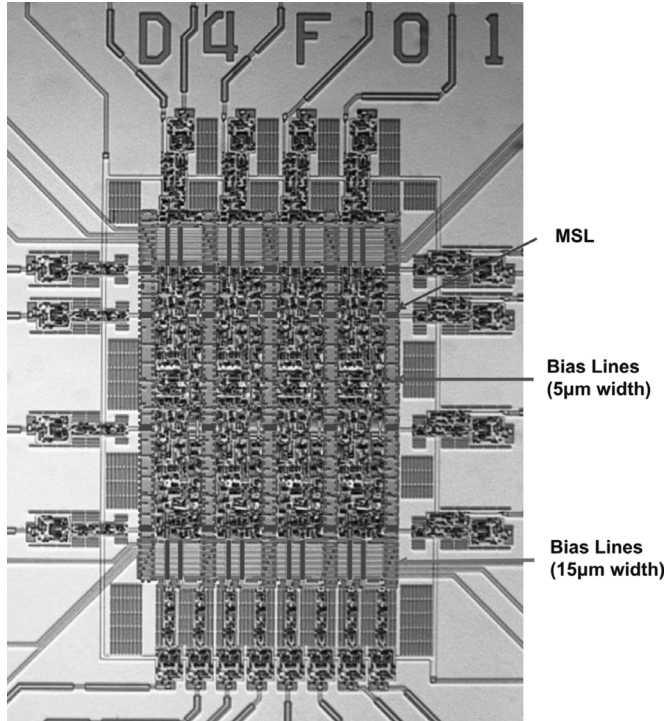 D4F01
MSL
Bias Lines
(5µm width)
Bias Lines
(15µm width)